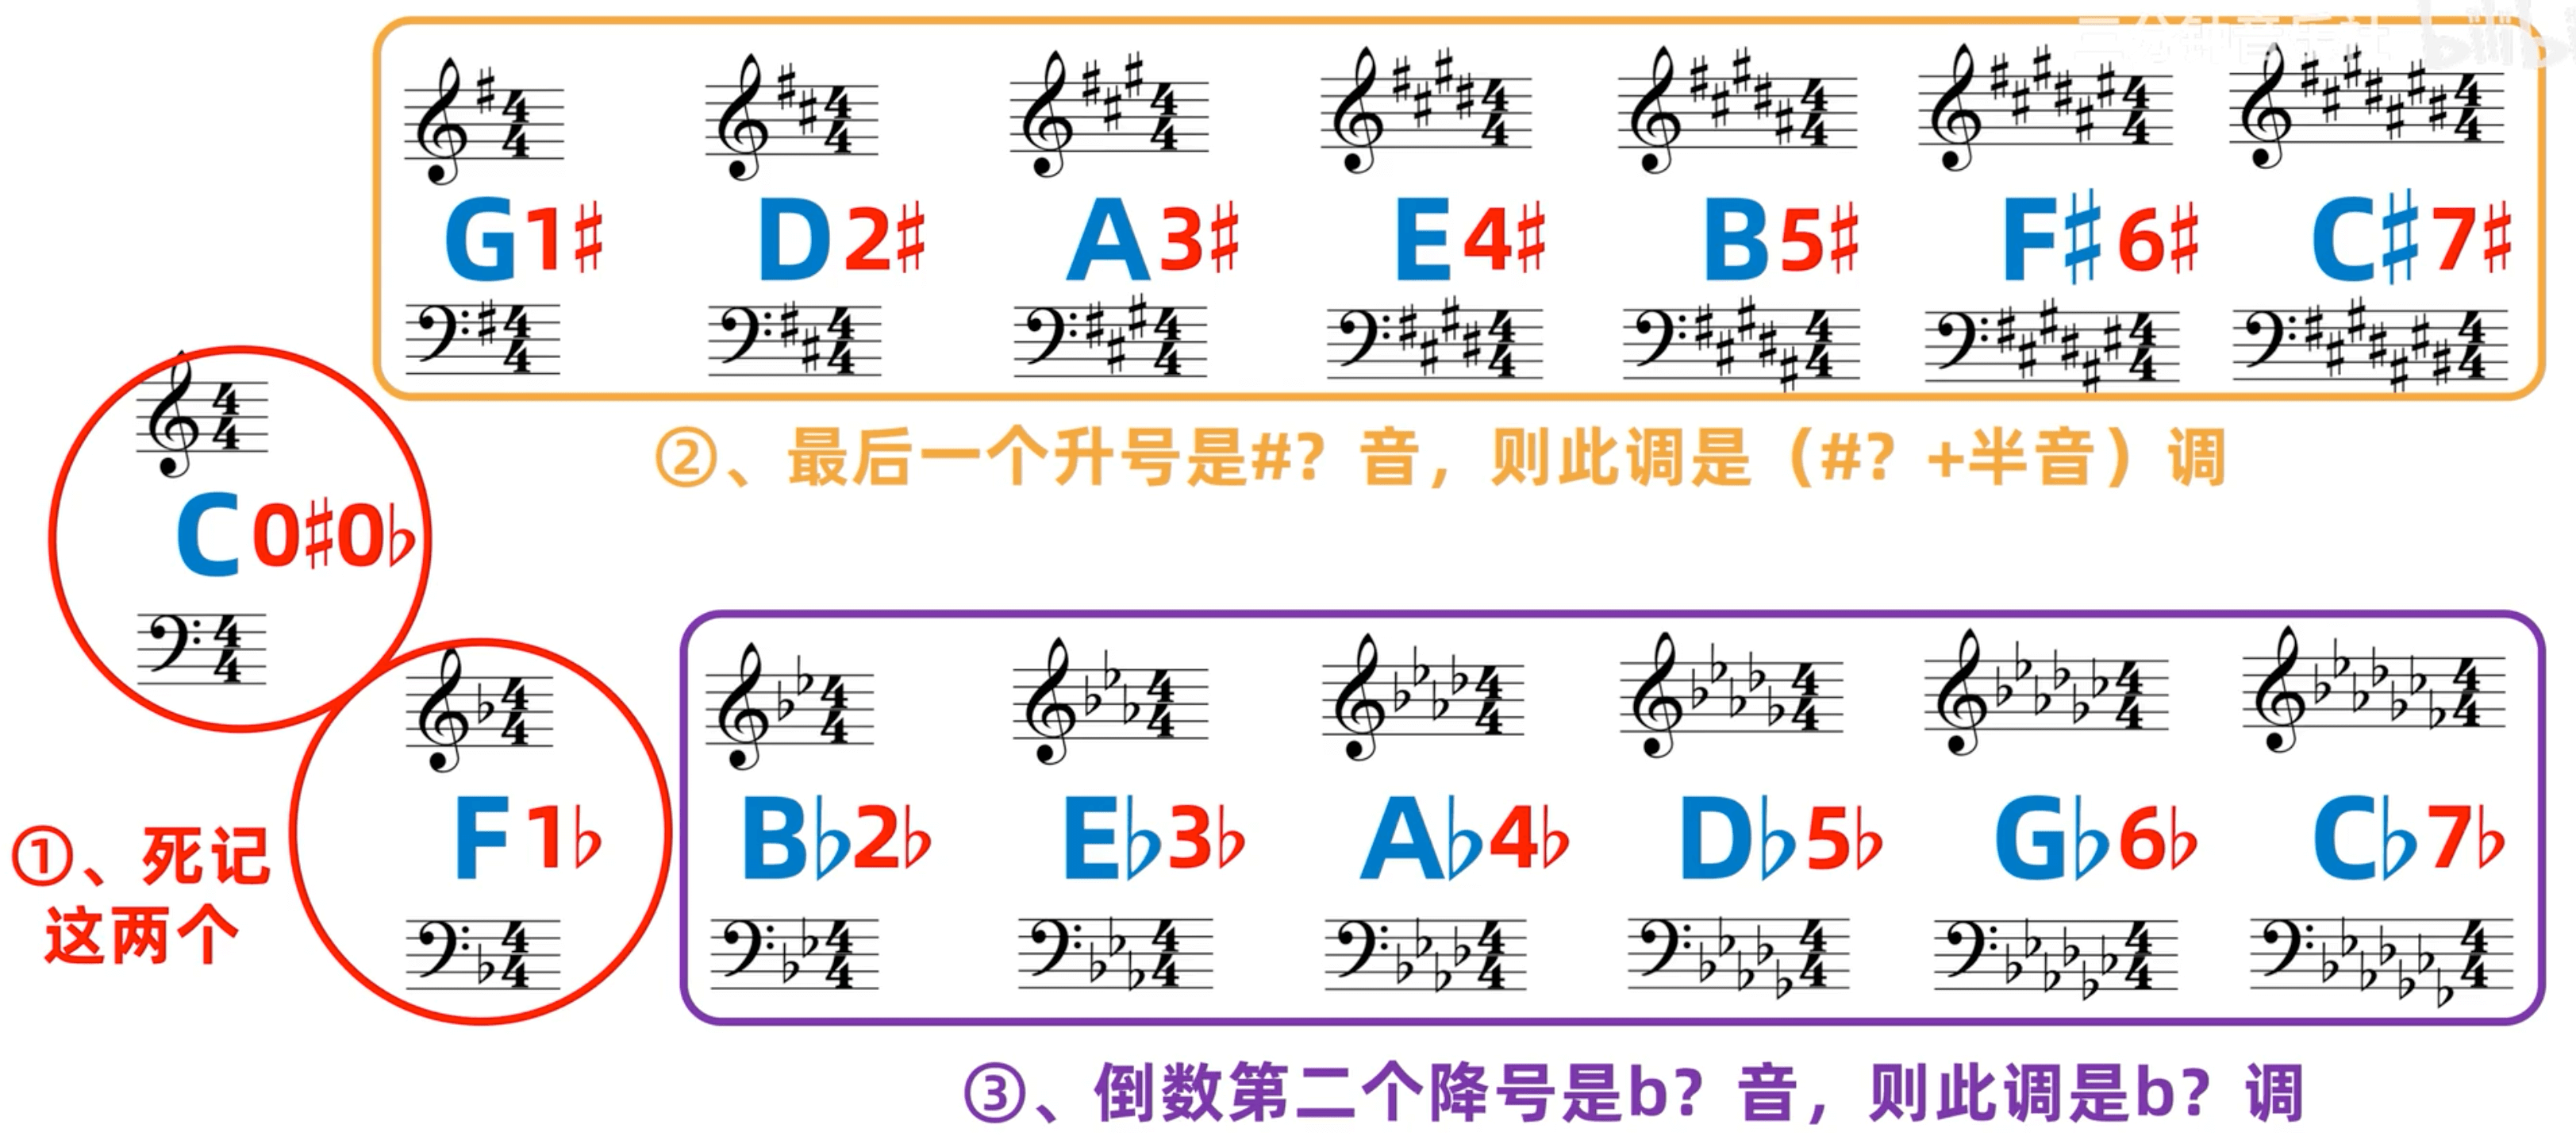 G1♯ D2♯ A3♯ E4♯ B5♯ F♯6♯ C♯7♯
②、最后一个升号是#？音，则此调是（#？+半音）调
C0♯0♭
①、死记
这两个
F1♭ B♭2♭ E♭3♭ A♭4♭ D♭5♭ G♭6♭ C♭7♭
③、倒数第二个降号是b？音，则此调是b？调